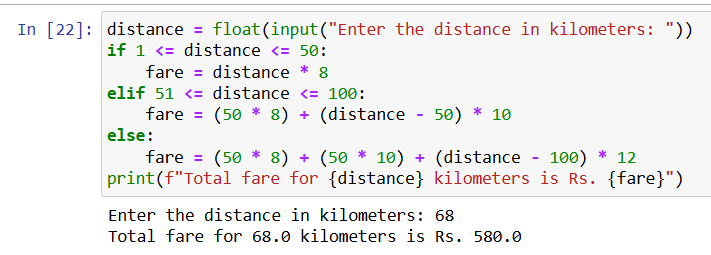 In [22]: distance = float(input("Enter the distance in kilometers: "))
if 1 <= distance <= 50:
    fare = distance * 8
elif 51 <= distance <= 100:
    fare = (50 * 8) + (distance - 50) * 10
else:
    fare = (50 * 8) + (50 * 10) + (distance - 100) * 12
print(f"Total fare for {distance} kilometers is Rs. {fare}")
Enter the distance in kilometers: 68
Total fare for 68.0 kilometers is Rs. 580.0